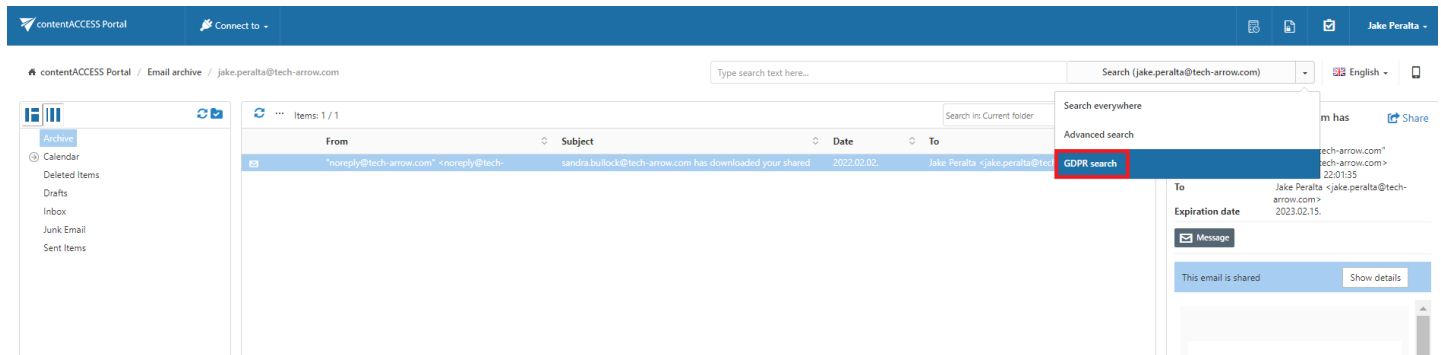 contentACCESS Portal
Connect to
Jake Peralta
contentACCESS Portal / Email archive / jake.peralta@tech-arrow.com
Type search text here...
Search (jake.peralta@tech-arrow.com)
English
Search everywhere
Advanced search
GDPR search
Archive
Calendar
Deleted Items
Drafts
Inbox
Junk Email
Sent Items
Items: 1 / 1
Search in: Current folder
From Subject Date To
"noreply@tech-arrow.com" <noreply@tech- sandra.bullock@tech-arrow.com has downloaded your shared 2022.02.02. Jake Peralta <jake.peralta@tech
m has
Share
tech-arrow.com"
tech-arrow.com>
22:01:35
To Jake Peralta <jake.peralta@tech-
arrow.com>
Expiration date 2023.02.15.
Message
This email is shared
Show details